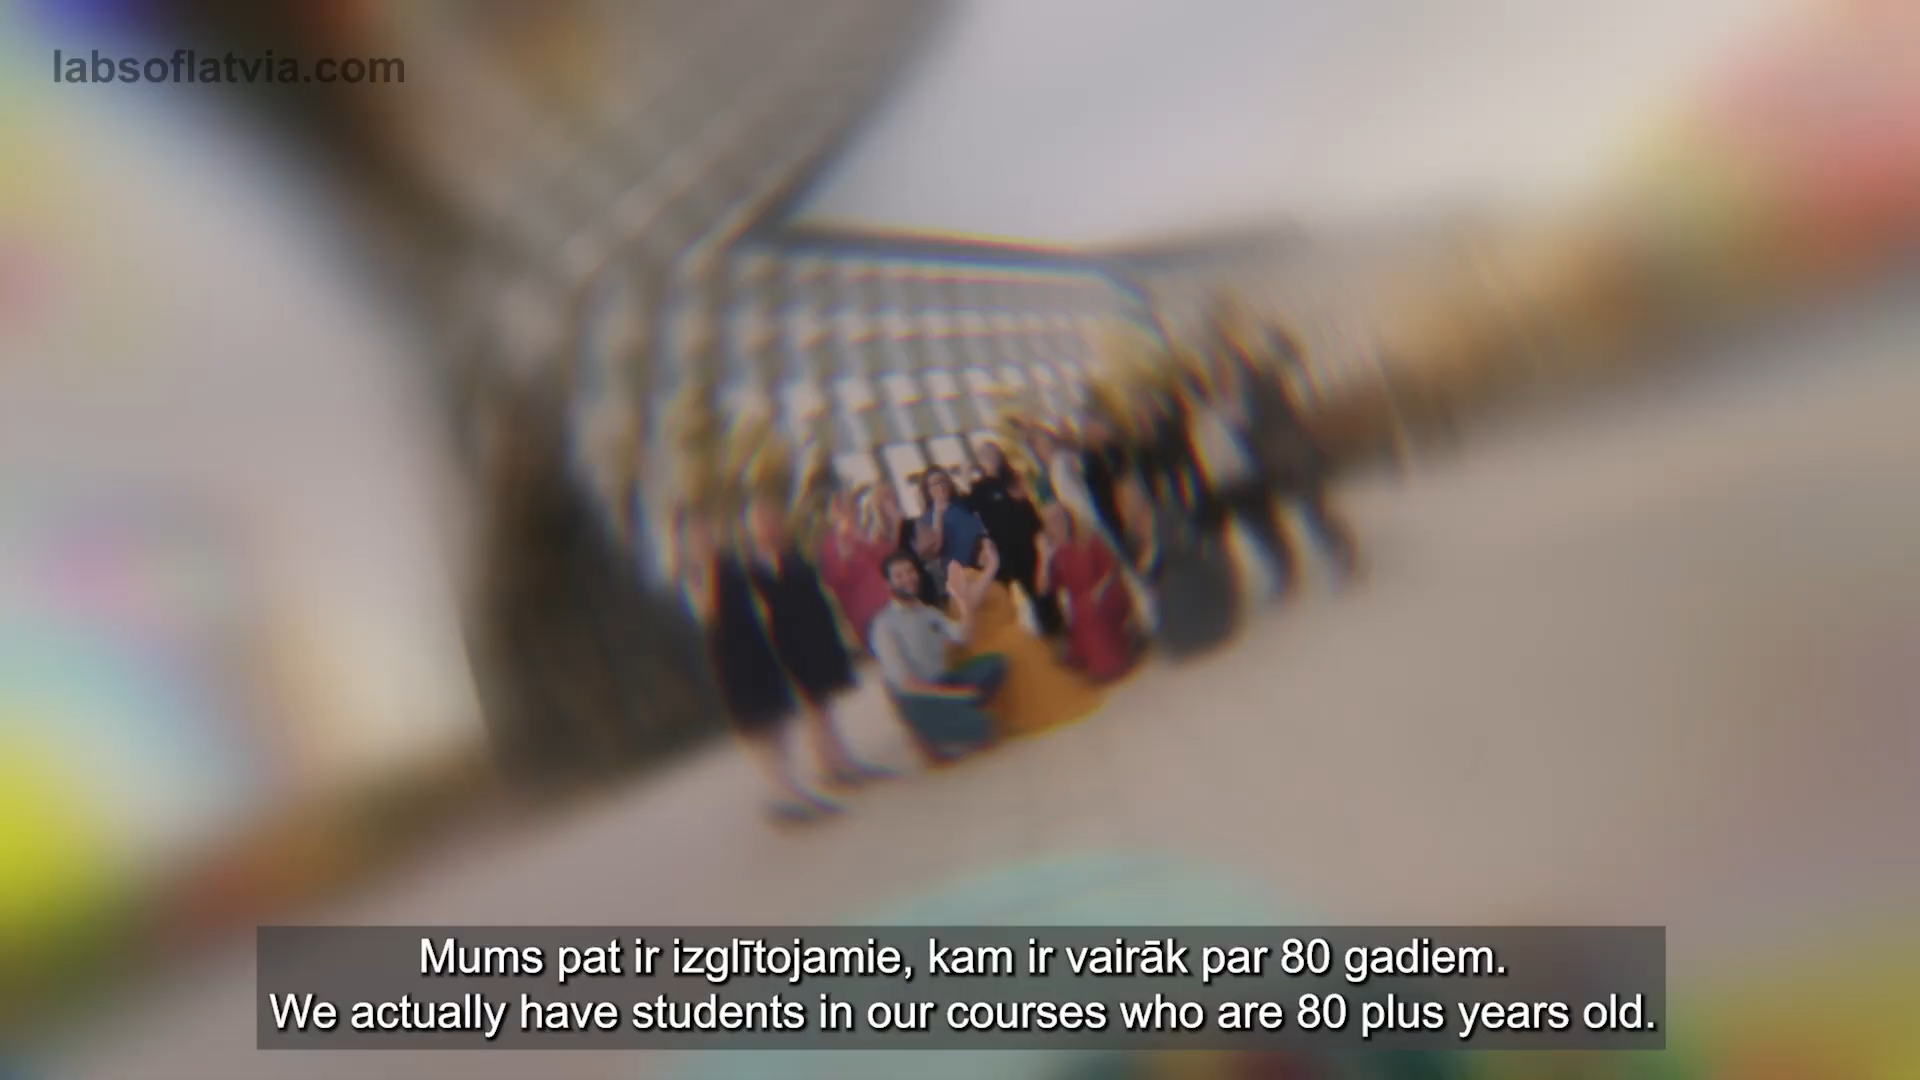 labsoflatvia.com
Mums pat ir izglītojamie, kam ir vairāk par 80 gadiem.
We actually have students in our courses who are 80 plus years old.